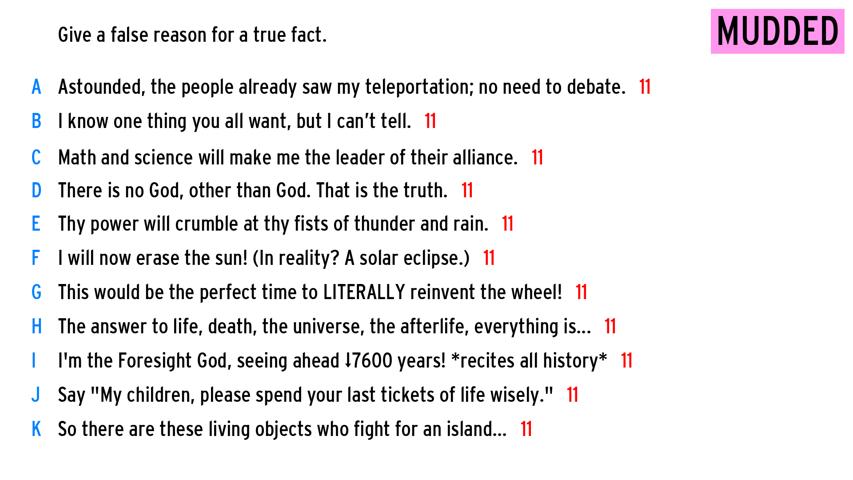 Give a false reason for a true fact.
MUDDED
A Astounded, the people already saw my teleportation; no need to debate. 11
B I know one thing you all want, but I can't tell. 11
C Math and science will make me the leader of their alliance. 11
D There is no God, other than God. That is the truth. 11
E Thy power will crumble at thy fists of thunder and rain. 11
F I will now erase the sun! (In reality? A solar eclipse.) 11
G This would be the perfect time to LITERALLY reinvent the wheel! 11
H The answer to life, death, the universe, the afterlife, everything is... 11
I I'm the Foresight God, seeing ahead ↓7600 years! *recites all history* 11
J Say "My children, please spend your last tickets of life wisely." 11
K So there are these living objects who fight for an island... 11